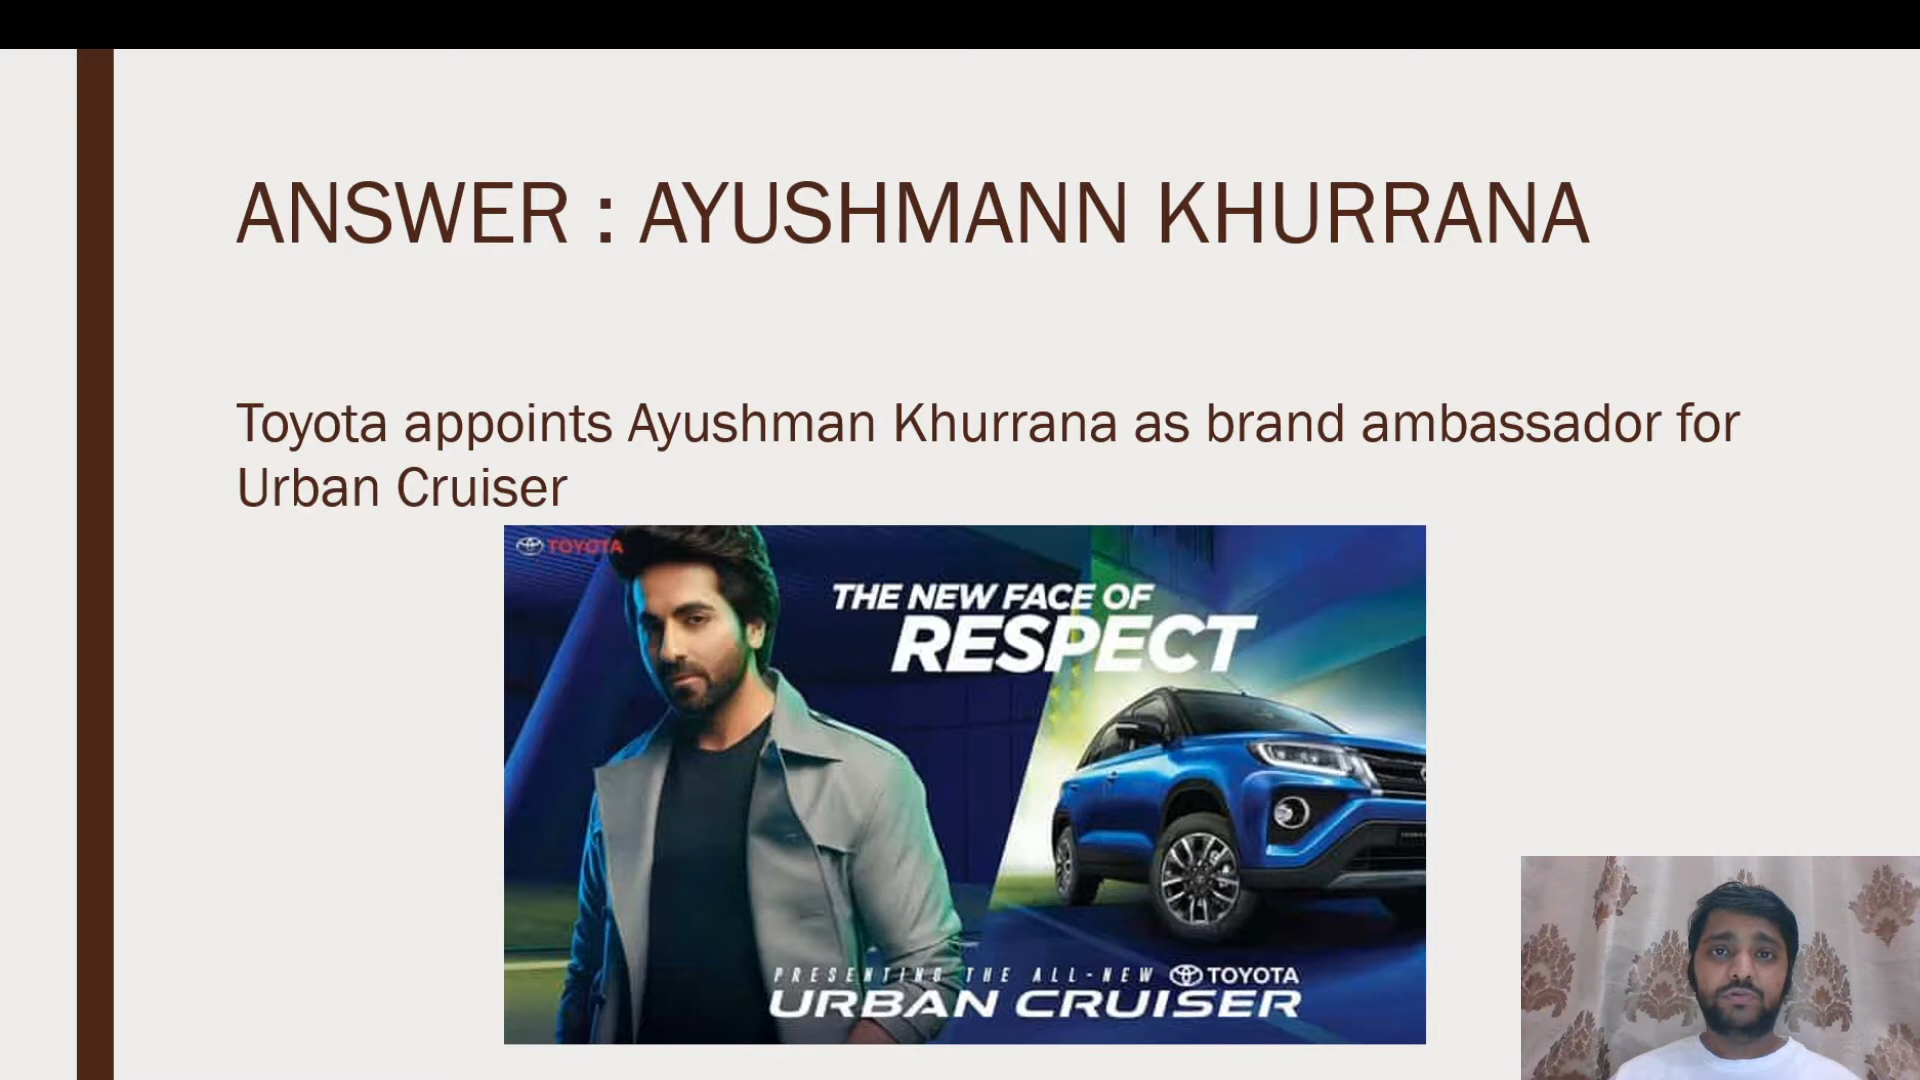 ANSWER : AYUSHMANN KHURRANA
Toyota appoints Ayushman Khurrana as brand ambassador for
Urban Cruiser
TOYOTA
THE NEW FACE OF
RESPECT
PRESENTING THE ALL-NEW TOYOTA
URBAN CRUISER